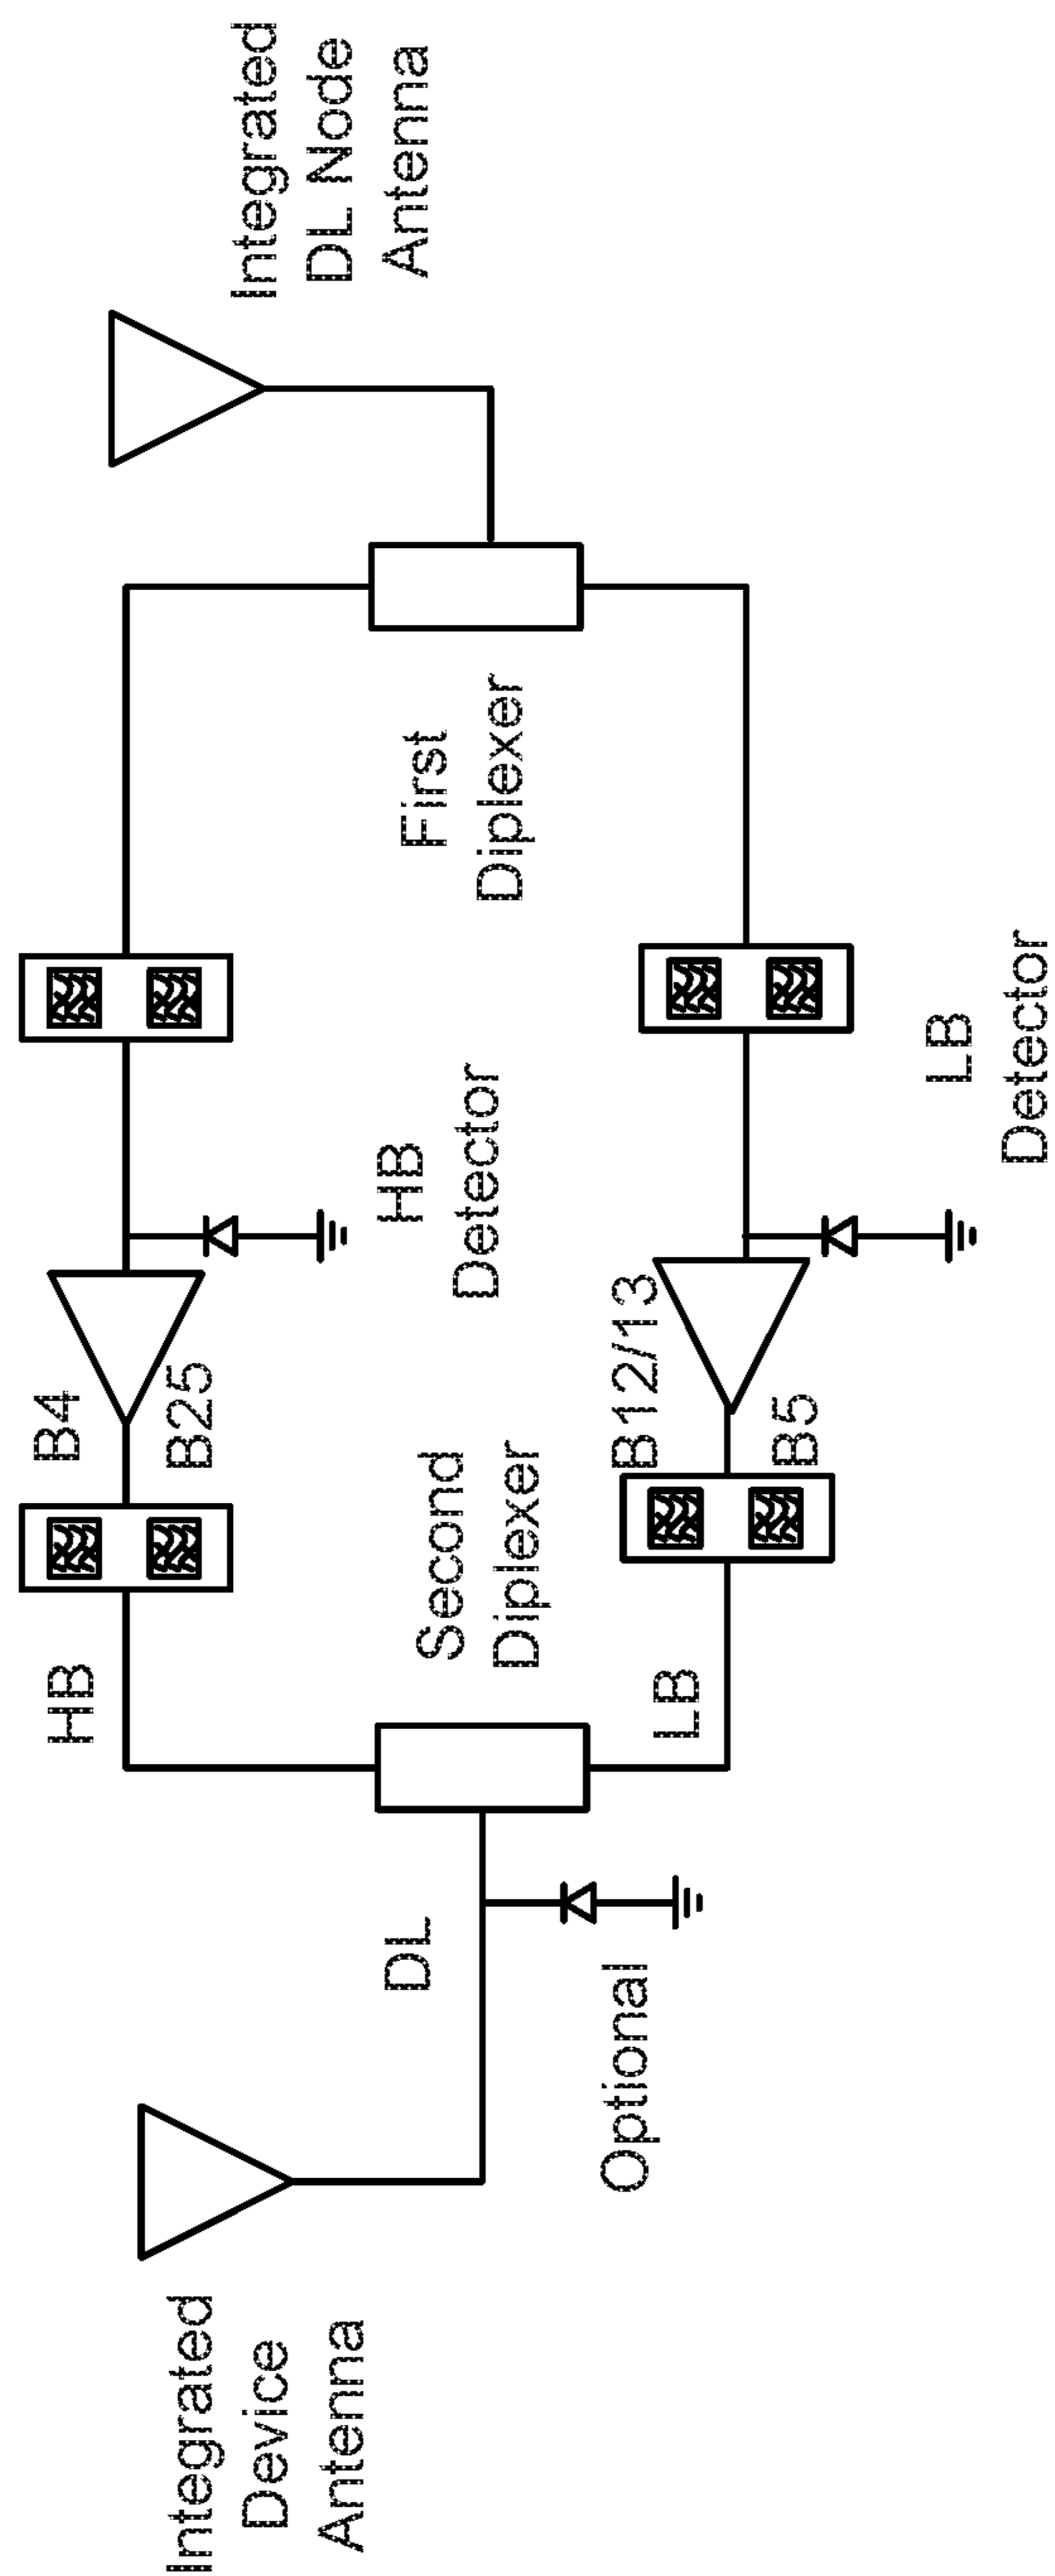 Integrated
Device
Antenna
DL
Optional
HB
Second
Diplexer
LB
B4
B25
B12/13
B5
HB
Detector
LB
Detector
First
Diplexer
Integrated
DL Node
Antenna